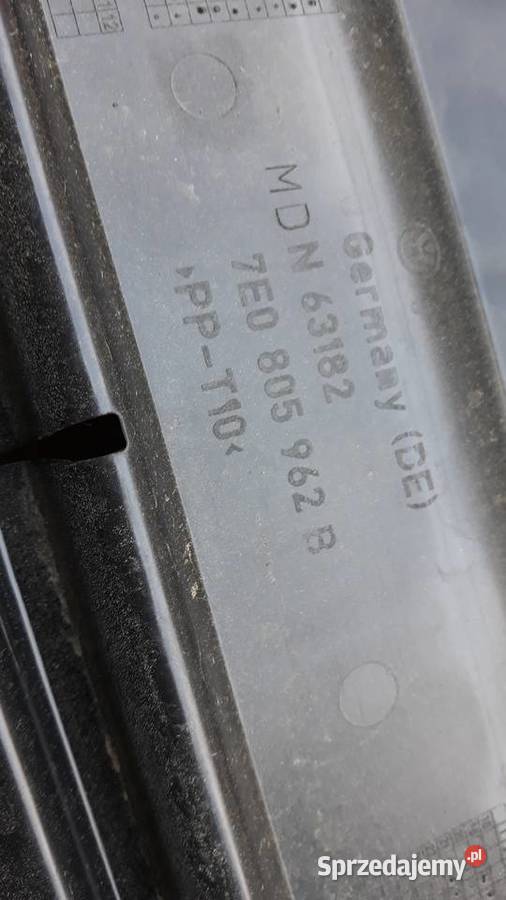 Germany (DE)
MDN 63182
7E0 805 962 B
>PP-T10<
Sprzedajemy.pl